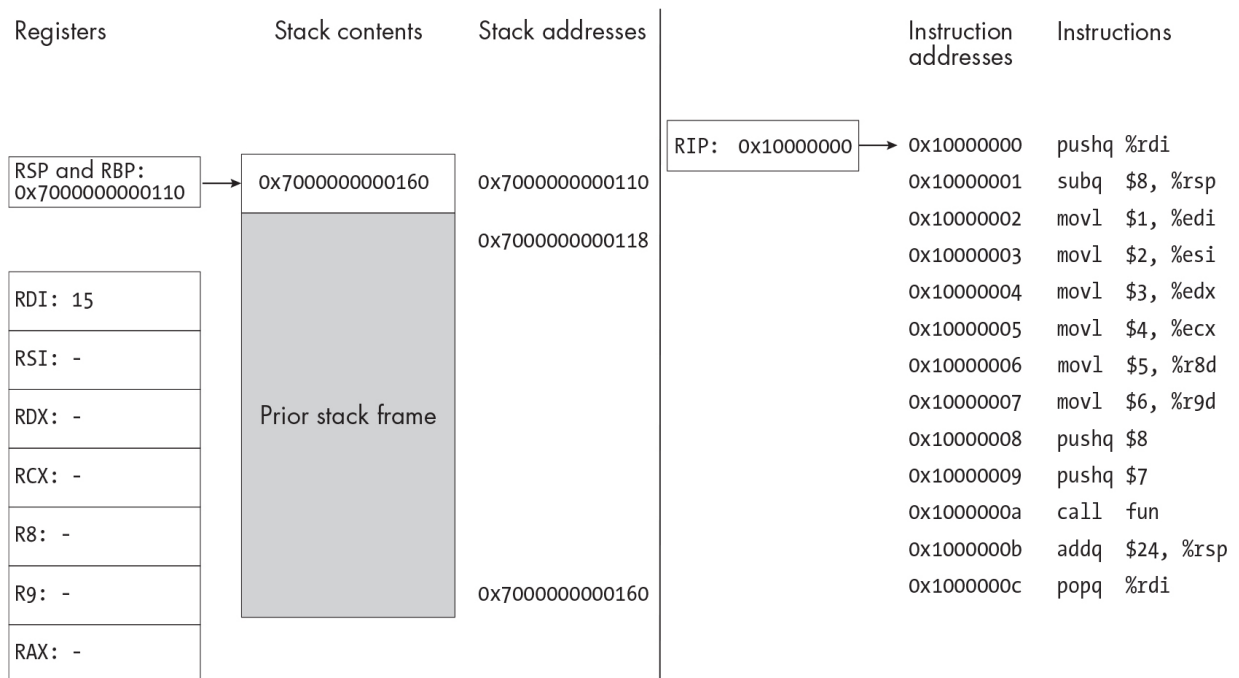 Registers
Stack contents
Stack addresses
RSP and RBP:
0x7000000000110
0x7000000000160
0x7000000000110
0x7000000000118
RDI: 15
RSI: -
RDX: -
RCX: -
R8: -
R9: -
RAX: -
Prior stack frame
0x7000000000160
Instruction
addresses
Instructions
RIP: 0x10000000
0x10000000 pushq %rdi
0x10000001 subq $8, %rsp
0x10000002 movl $1, %edi
0x10000003 movl $2, %esi
0x10000004 movl $3, %edx
0x10000005 movl $4, %ecx
0x10000006 movl $5, %r8d
0x10000007 movl $6, %r9d
0x10000008 pushq $8
0x10000009 pushq $7
0x1000000a call fun
0x1000000b addq $24, %rsp
0x1000000c popq %rdi